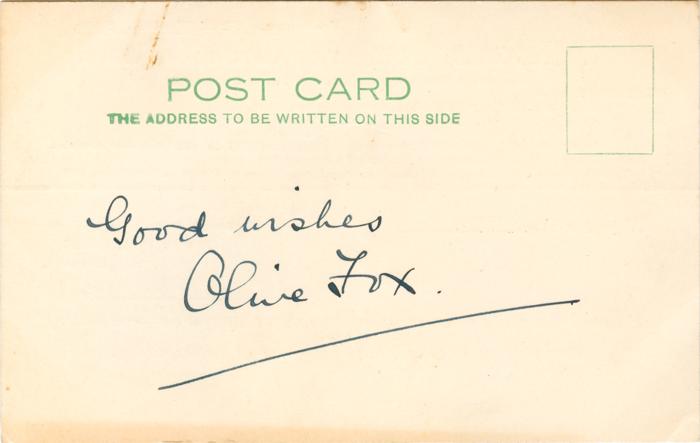 POST CARD
THE ADDRESS TO BE WRITTEN ON THIS SIDE
Good wishes
Olive Fox.